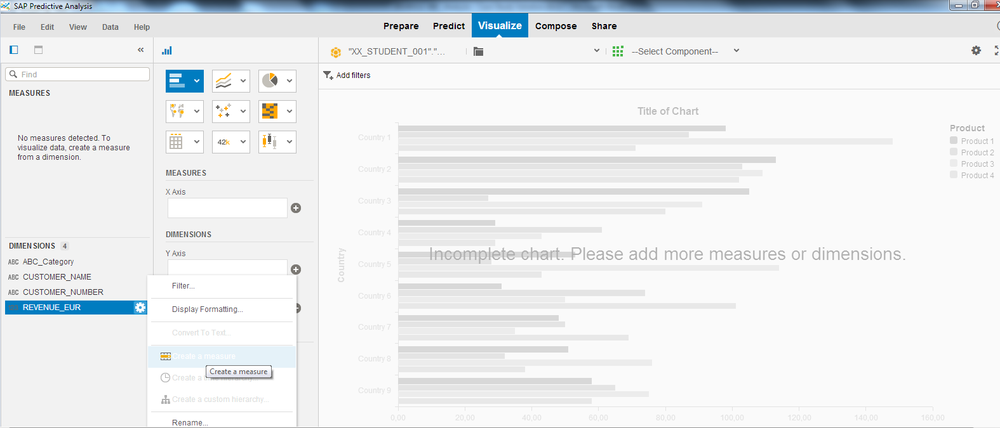 SAP Predictive Analysis
File Edit View Data Help
Prepare Predict Visualize Compose Share
"XX_STUDENT_001"."... --Select Component--
Find
Add filters
MEASURES
No measures detected. To
visualize data, create a measure
from a dimension.
DIMENSIONS 4
ABC ABC_Category
ABC CUSTOMER_NAME
ABC CUSTOMER_NUMBER
123 REVENUE_EUR
42k
MEASURES
X Axis
DIMENSIONS
Y Axis
Filter...
Display Formatting...
Convert To Text...
Create a measure
Create a measure
Create a time hierarchy...
Create a custom hierarchy...
Rename...
Title of Chart
Country
Country 1
Country 2
Country 3
Country 4
Country 5
Country 6
Country 7
Country 8
Country 9
Incomplete chart. Please add more measures or dimensions.
0,00 20,00 40,00 60,00 80,00 100,00 120,00 140,00 160,00
Product
Product 1
Product 2
Product 3
Product 4